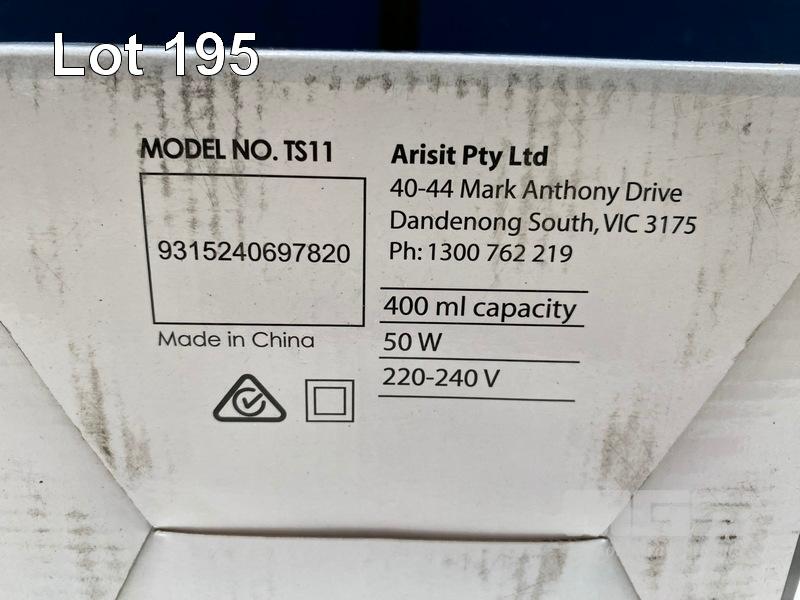 Lot 195
MODEL NO. TS11
9315240697820
Made in China
Arisit Pty Ltd
40-44 Mark Anthony Drive
Dandenong South, VIC 3175
Ph: 1300 762 219
400 ml capacity
50 W
220-240 V